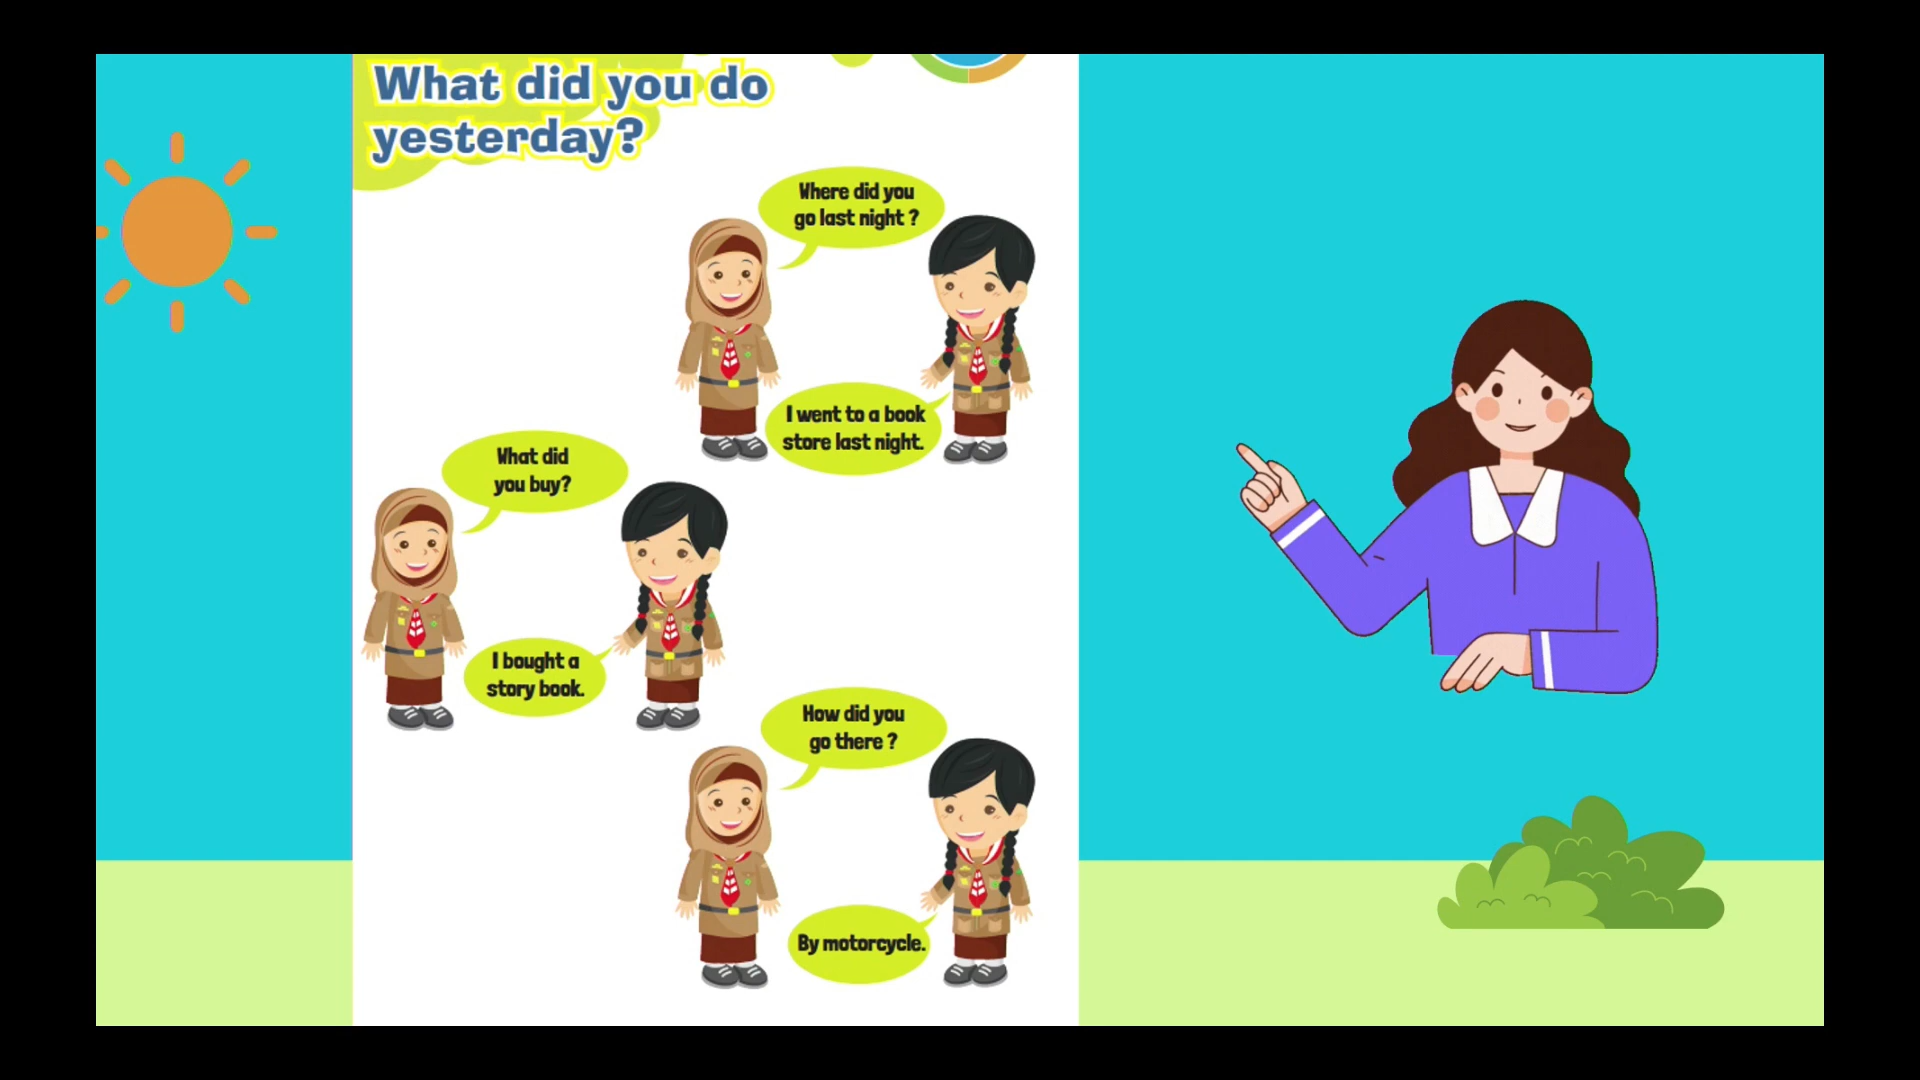 What did you do
yesterday?
Where did you
go last night ?
I went to a book
store last night.
What did
you buy?
I bought a
story book.
How did you
go there ?
By motorcycle.